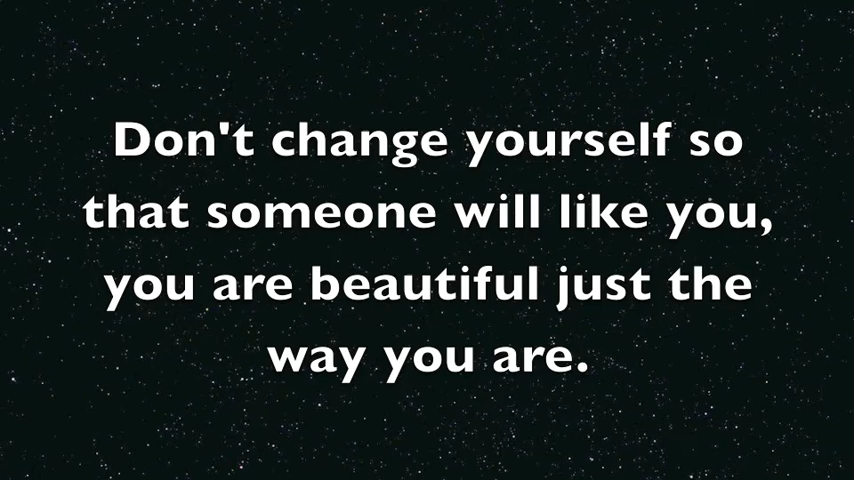 Don't change yourself so
that someone will like you,
you are beautiful just the
way you are.